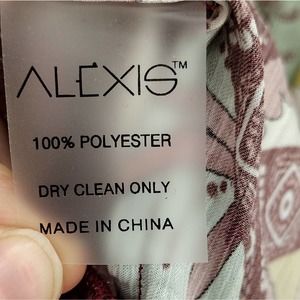 ALEXIS™
100% POLYESTER
DRY CLEAN ONLY
MADE IN CHINA